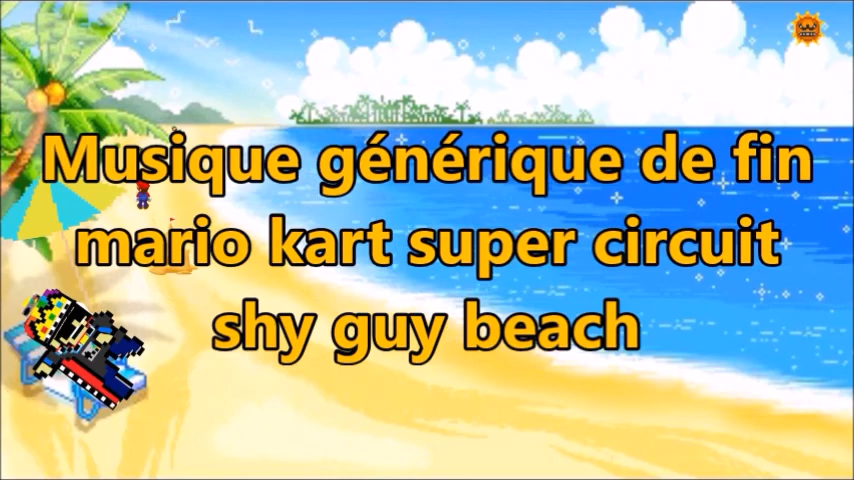 Musique générique de fin
mario kart super circuit
shy guy beach